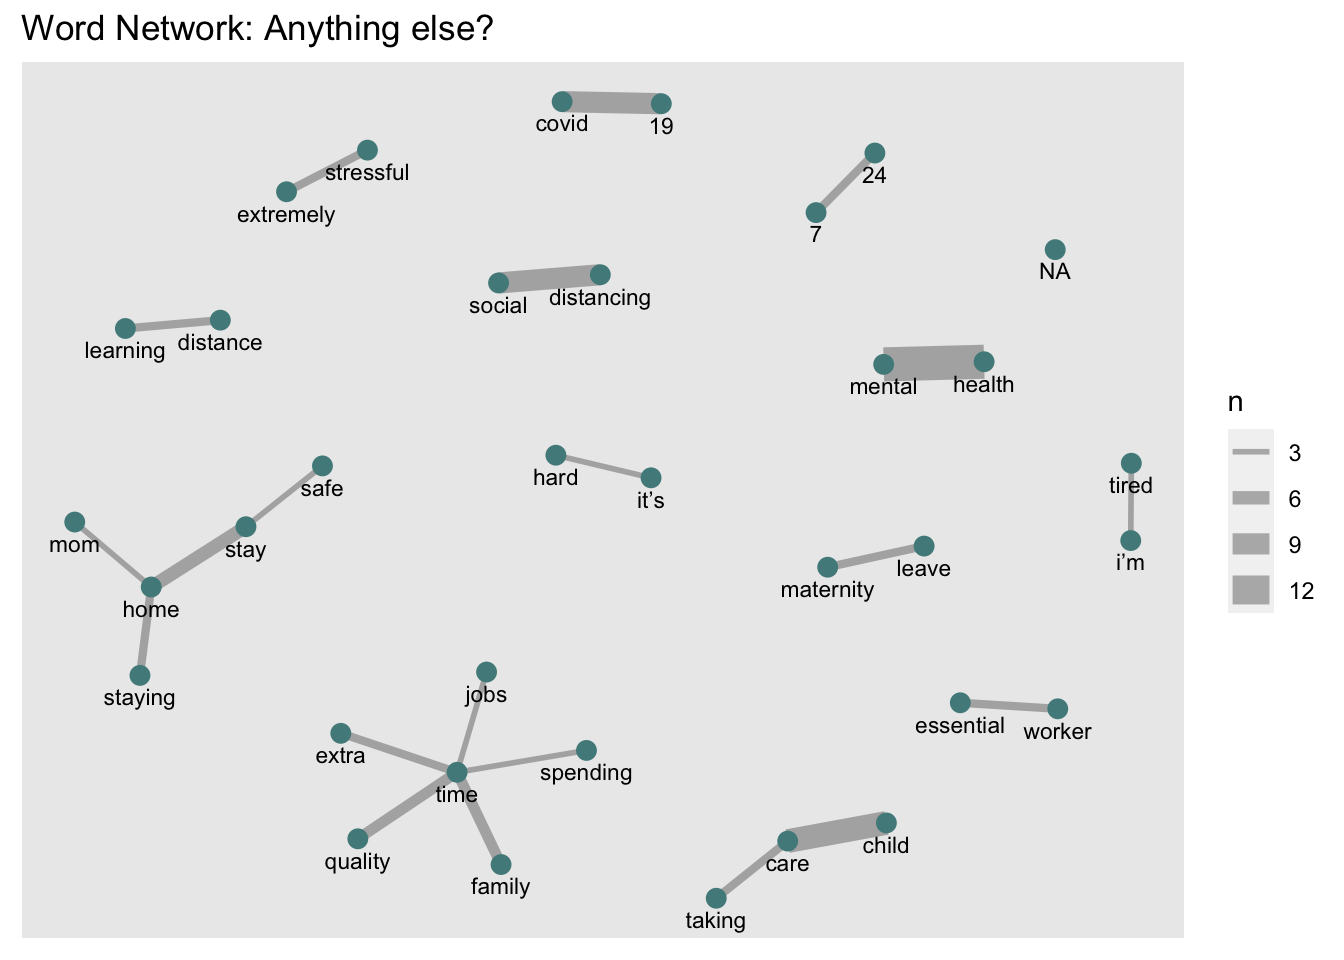 Word Network: Anything else?
covid
19
stressful
24
extremely
7
NA
social
distancing
learning
distance
mental
health
n
3
6
9
12
safe
hard
it’s
tired
mom
stay
i’m
home
maternity
leave
staying
jobs
essential
worker
extra
spending
time
quality
family
care
child
taking